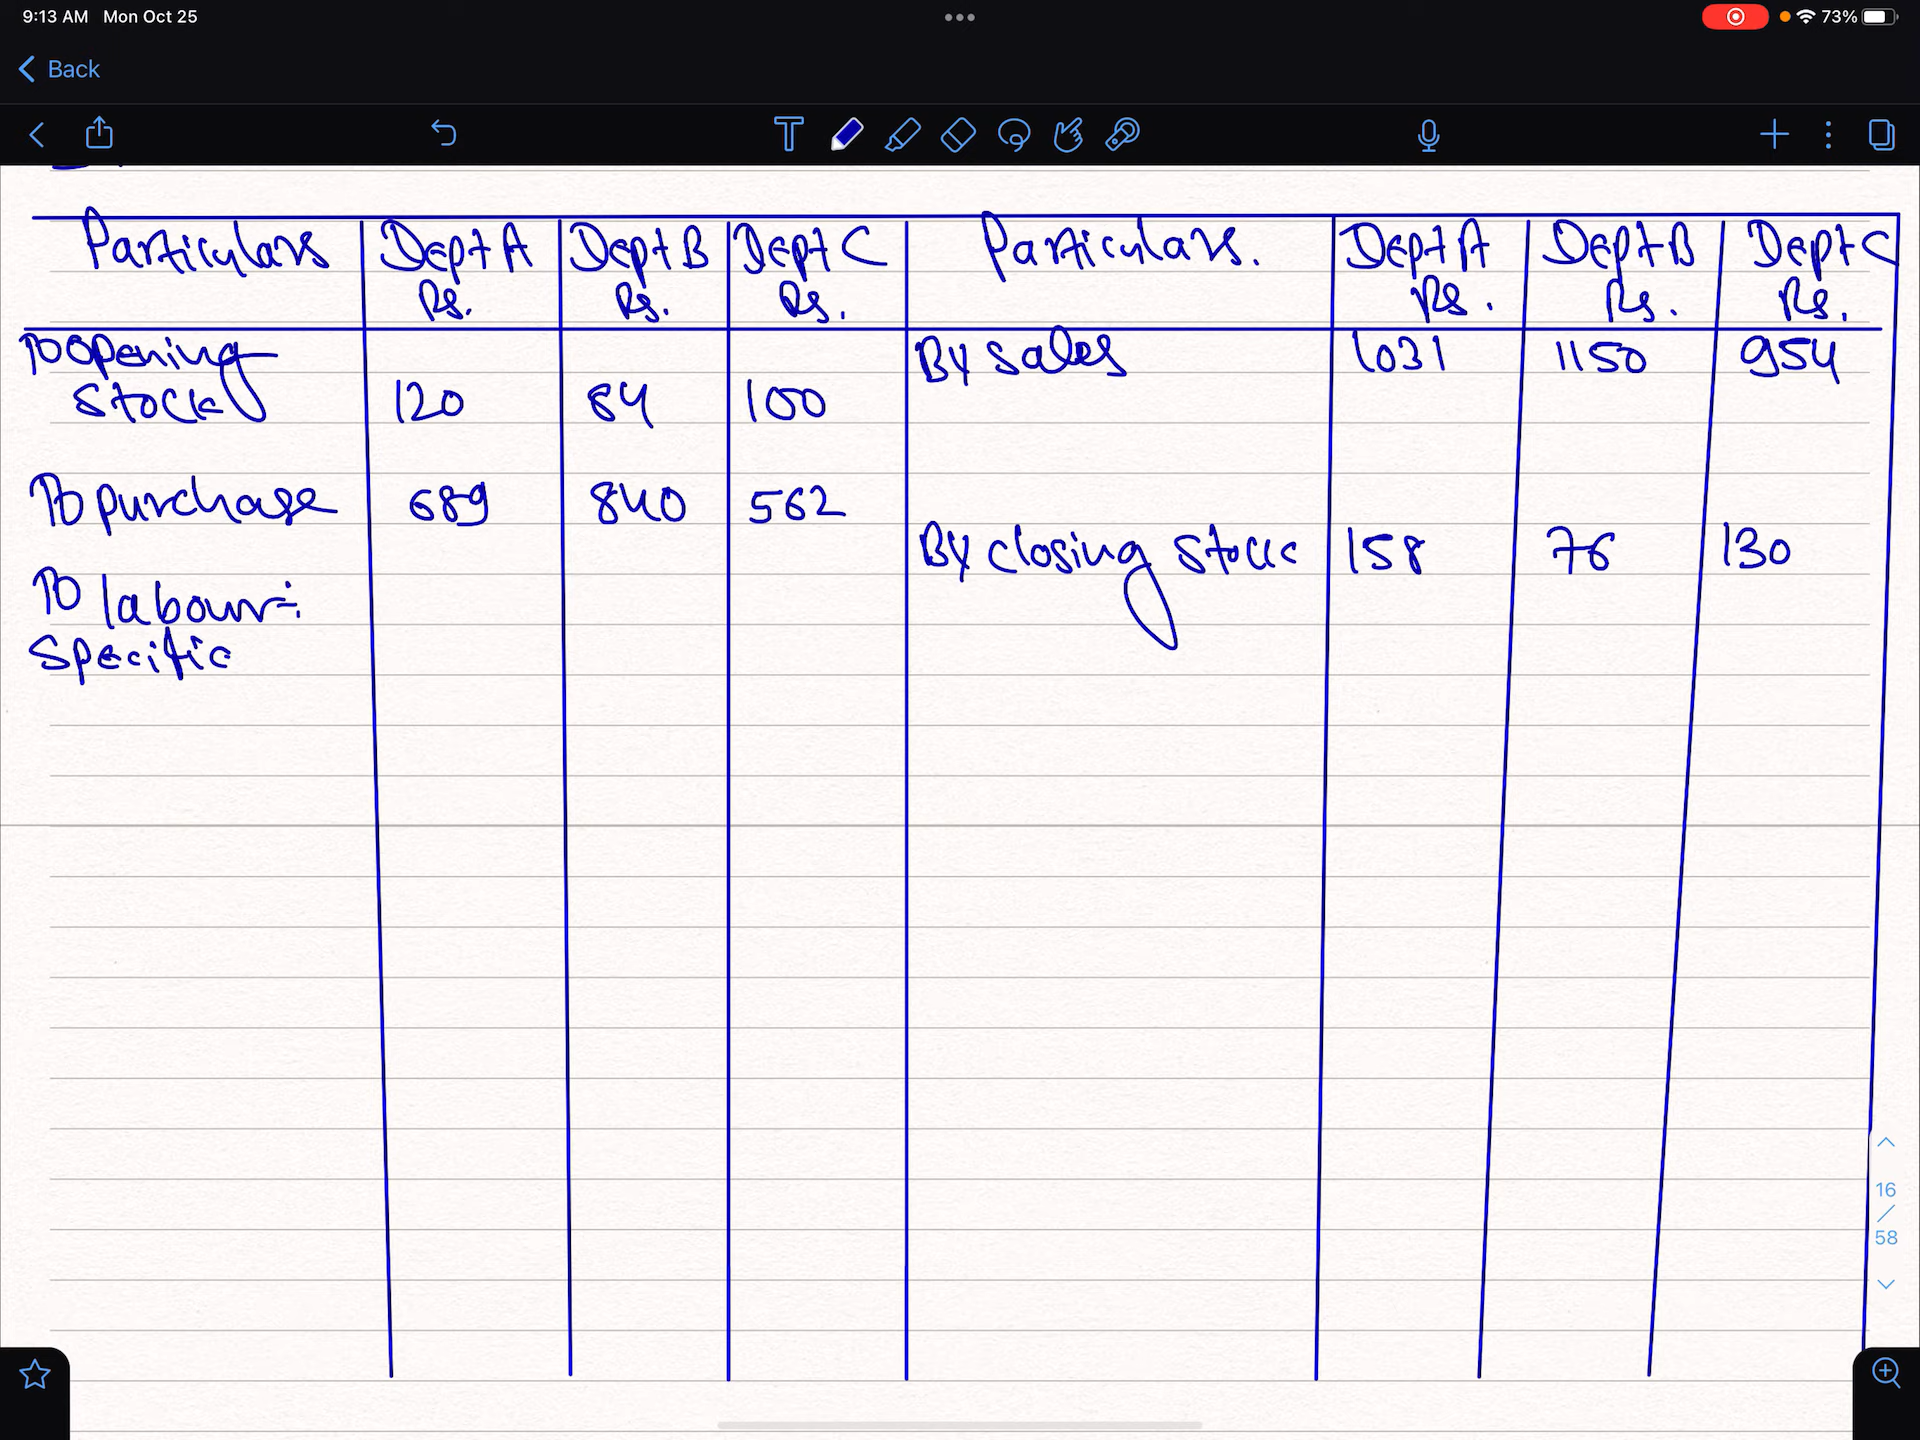 9:13 AM Mon Oct 25
73%
Back
Particulars Dept A Dept B Dept C Particulars. Dept A Dept B Dept C
Rs. Rs. Rs. Rs. Rs. Rs.
To Opening By Sales 1031 1150 954
Stock 120 84 100
To purchase 689 840 562
By closing stock 158 76 130
To labour:
Specific
16
/
58